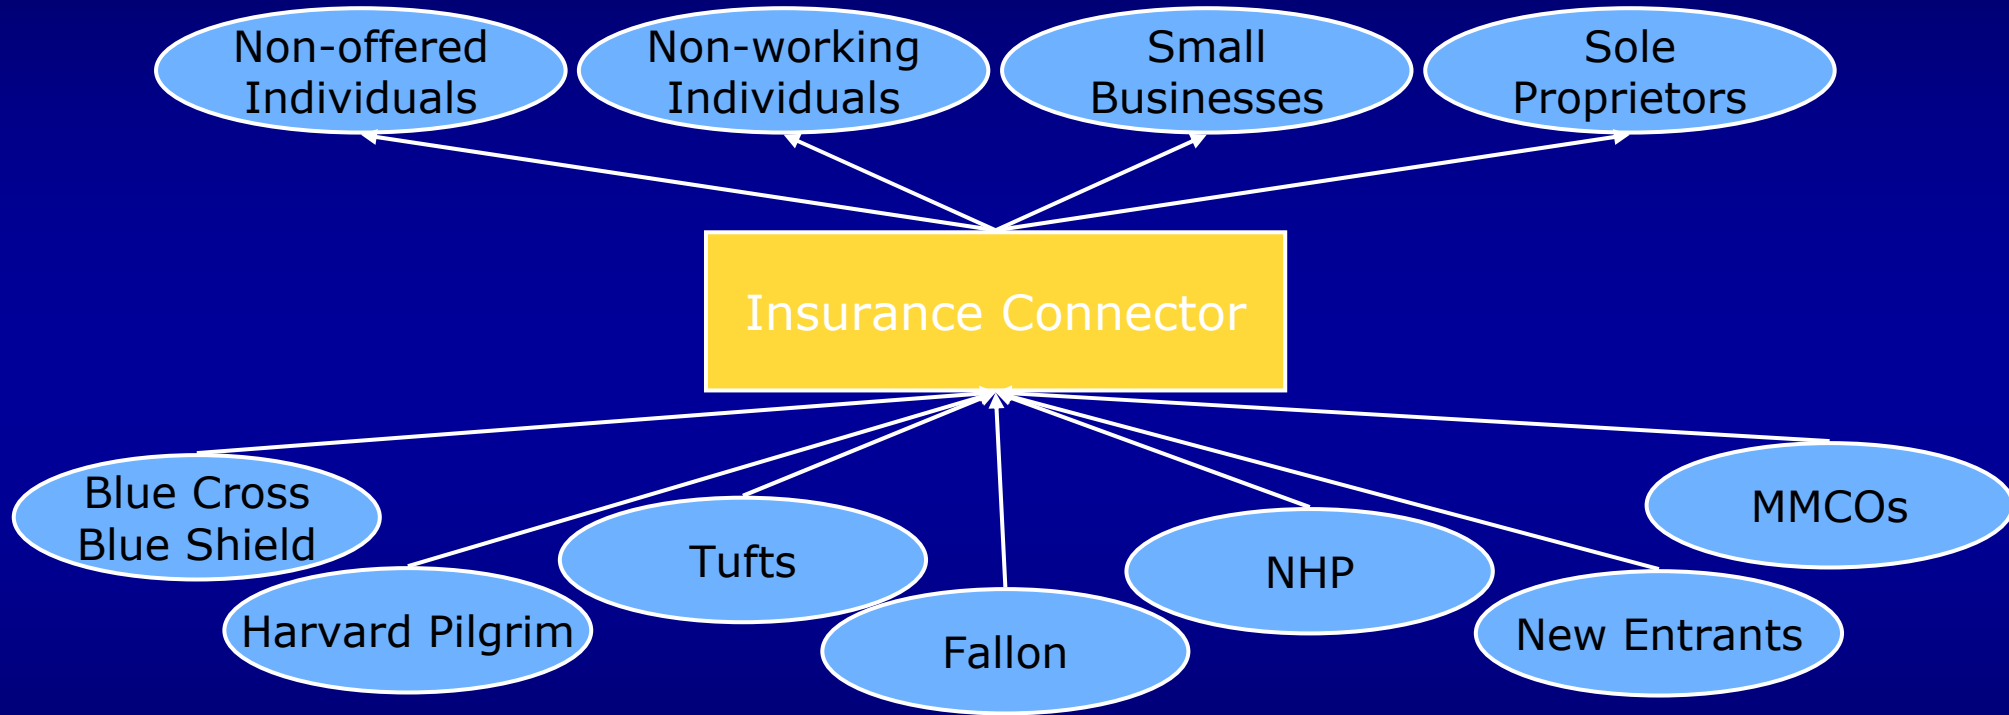 Non-offered
Individuals
Non-working
Individuals
Small
Businesses
Sole
Proprietors
Insurance Connector
Blue Cross
Blue Shield
Harvard Pilgrim
Tufts
Fallon
NHP
New Entrants
MMCOs